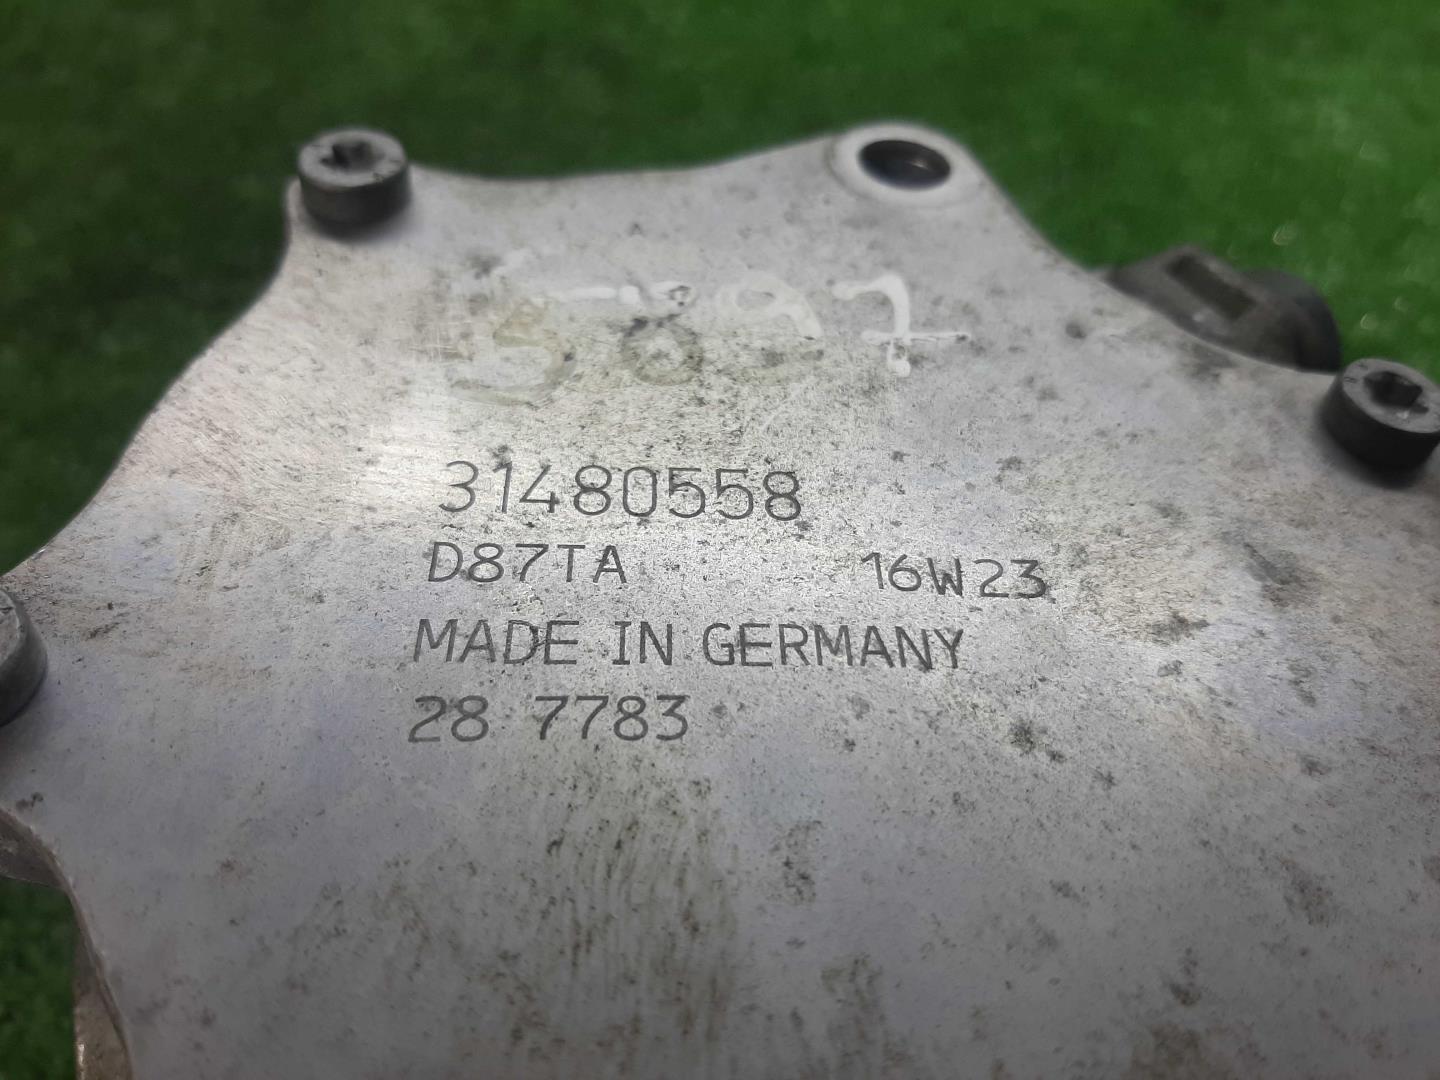 31480558
D87TA 16W23
MADE IN GERMANY
28 7783